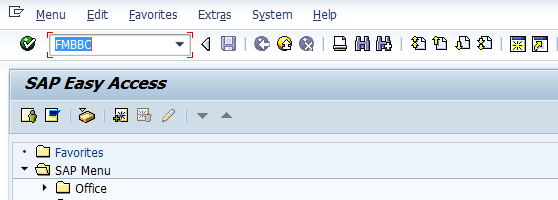 Menu Edit Favorites Extras System Help
FMBBC
SAP Easy Access
Favorites
SAP Menu
Office